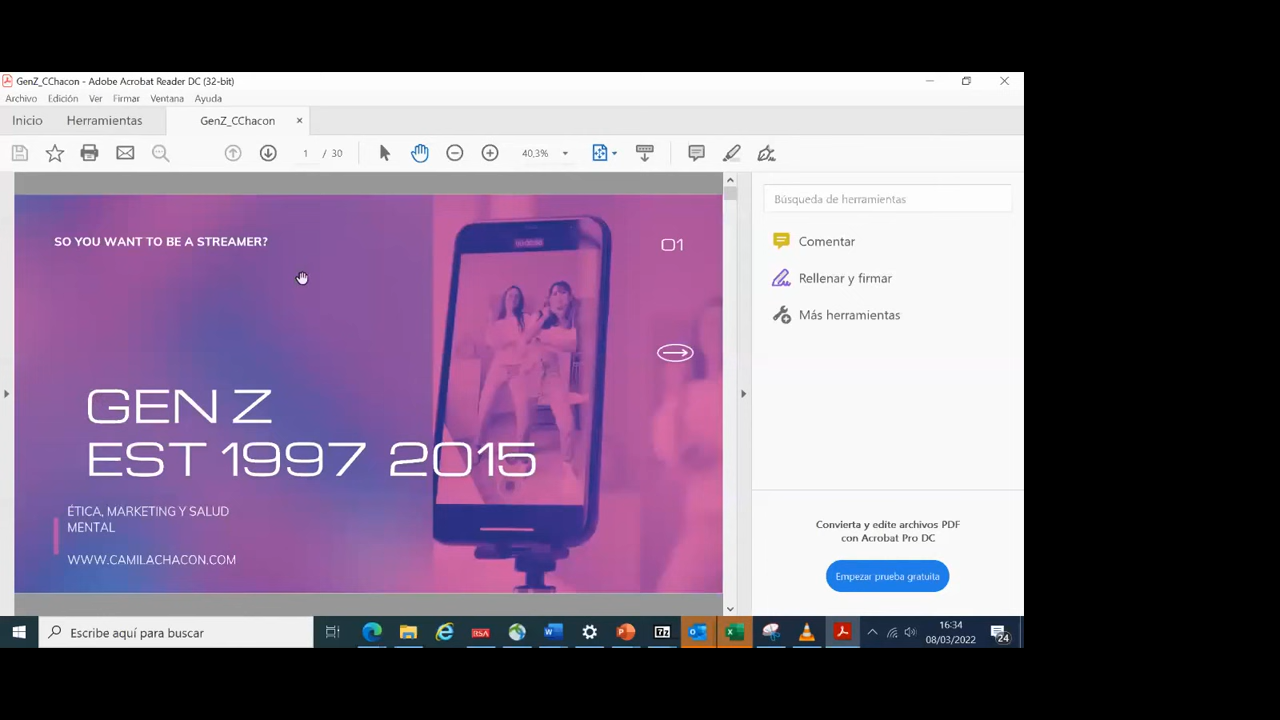 GenZ_CChacon - Adobe Acrobat Reader DC (32-bit)
Archivo Edición Ver Firmar Ventana Ayuda
Inicio Herramientas GenZ_CChacon ×
1 / 30 40,3%
SO YOU WANT TO BE A STREAMER?
01
GEN Z
EST 1997 2015
ÉTICA, MARKETING Y SALUD
MENTAL
WWW.CAMILACHACON.COM
Búsqueda de herramientas
Comentar
Rellenar y firmar
Más herramientas
Convierta y edite archivos PDF
con Acrobat Pro DC
Empezar prueba gratuita
Escribe aquí para buscar
RSA
16:34
08/03/2022
24